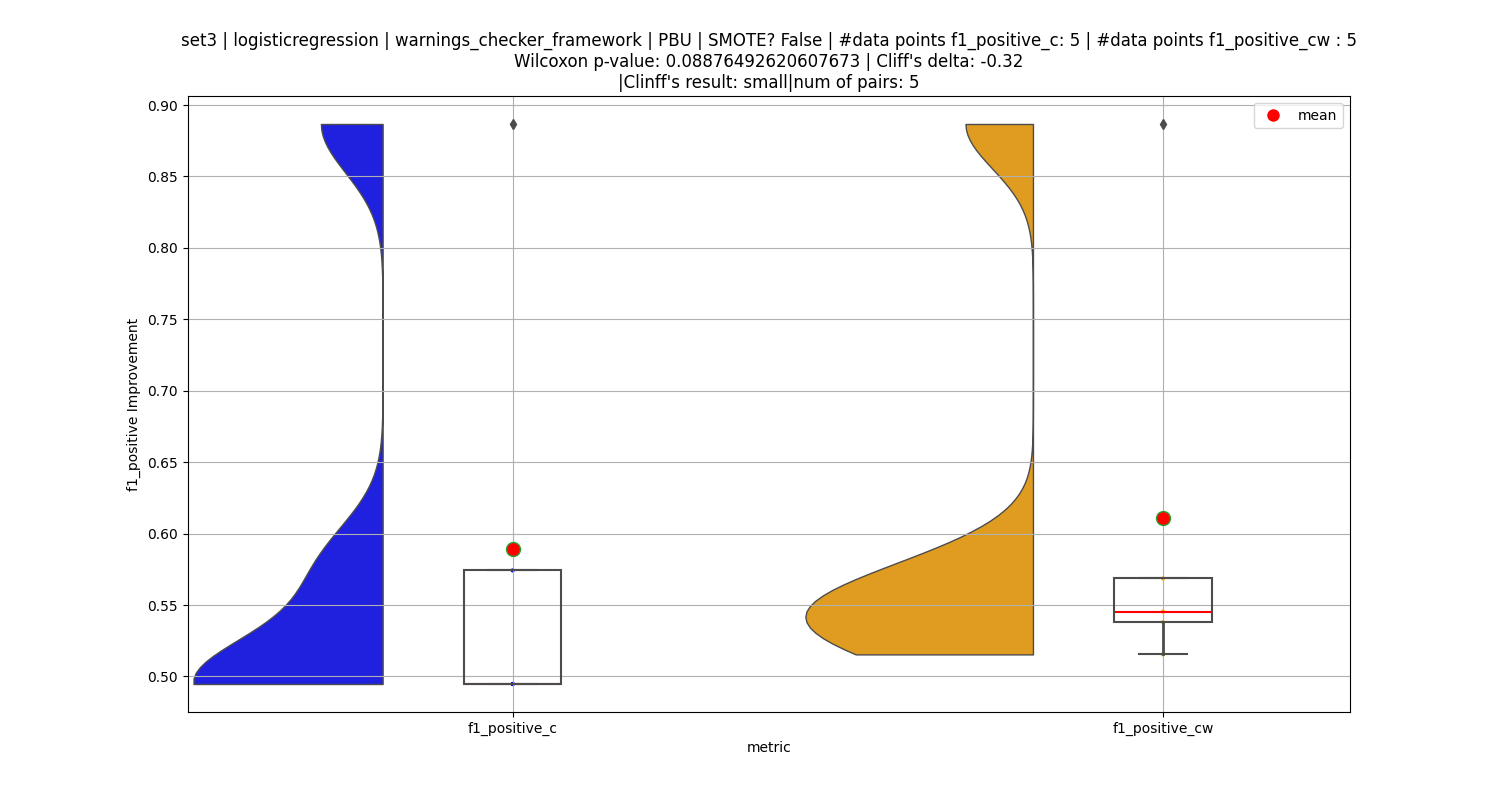 set3 | logisticregression | warnings_checker_framework | PBU | SMOTE? False | #data points f1_positive_c: 5 | #data points f1_positive_cw : 5
Wilcoxon p-value: 0.08876492620607673 | Cliff's delta: -0.32
|Clinff's result: small|num of pairs: 5
mean
0.90
0.85
0.80
0.75
0.70
0.65
0.60
0.55
0.50
f1_positive Improvement
f1_positive_c
f1_positive_cw
metric